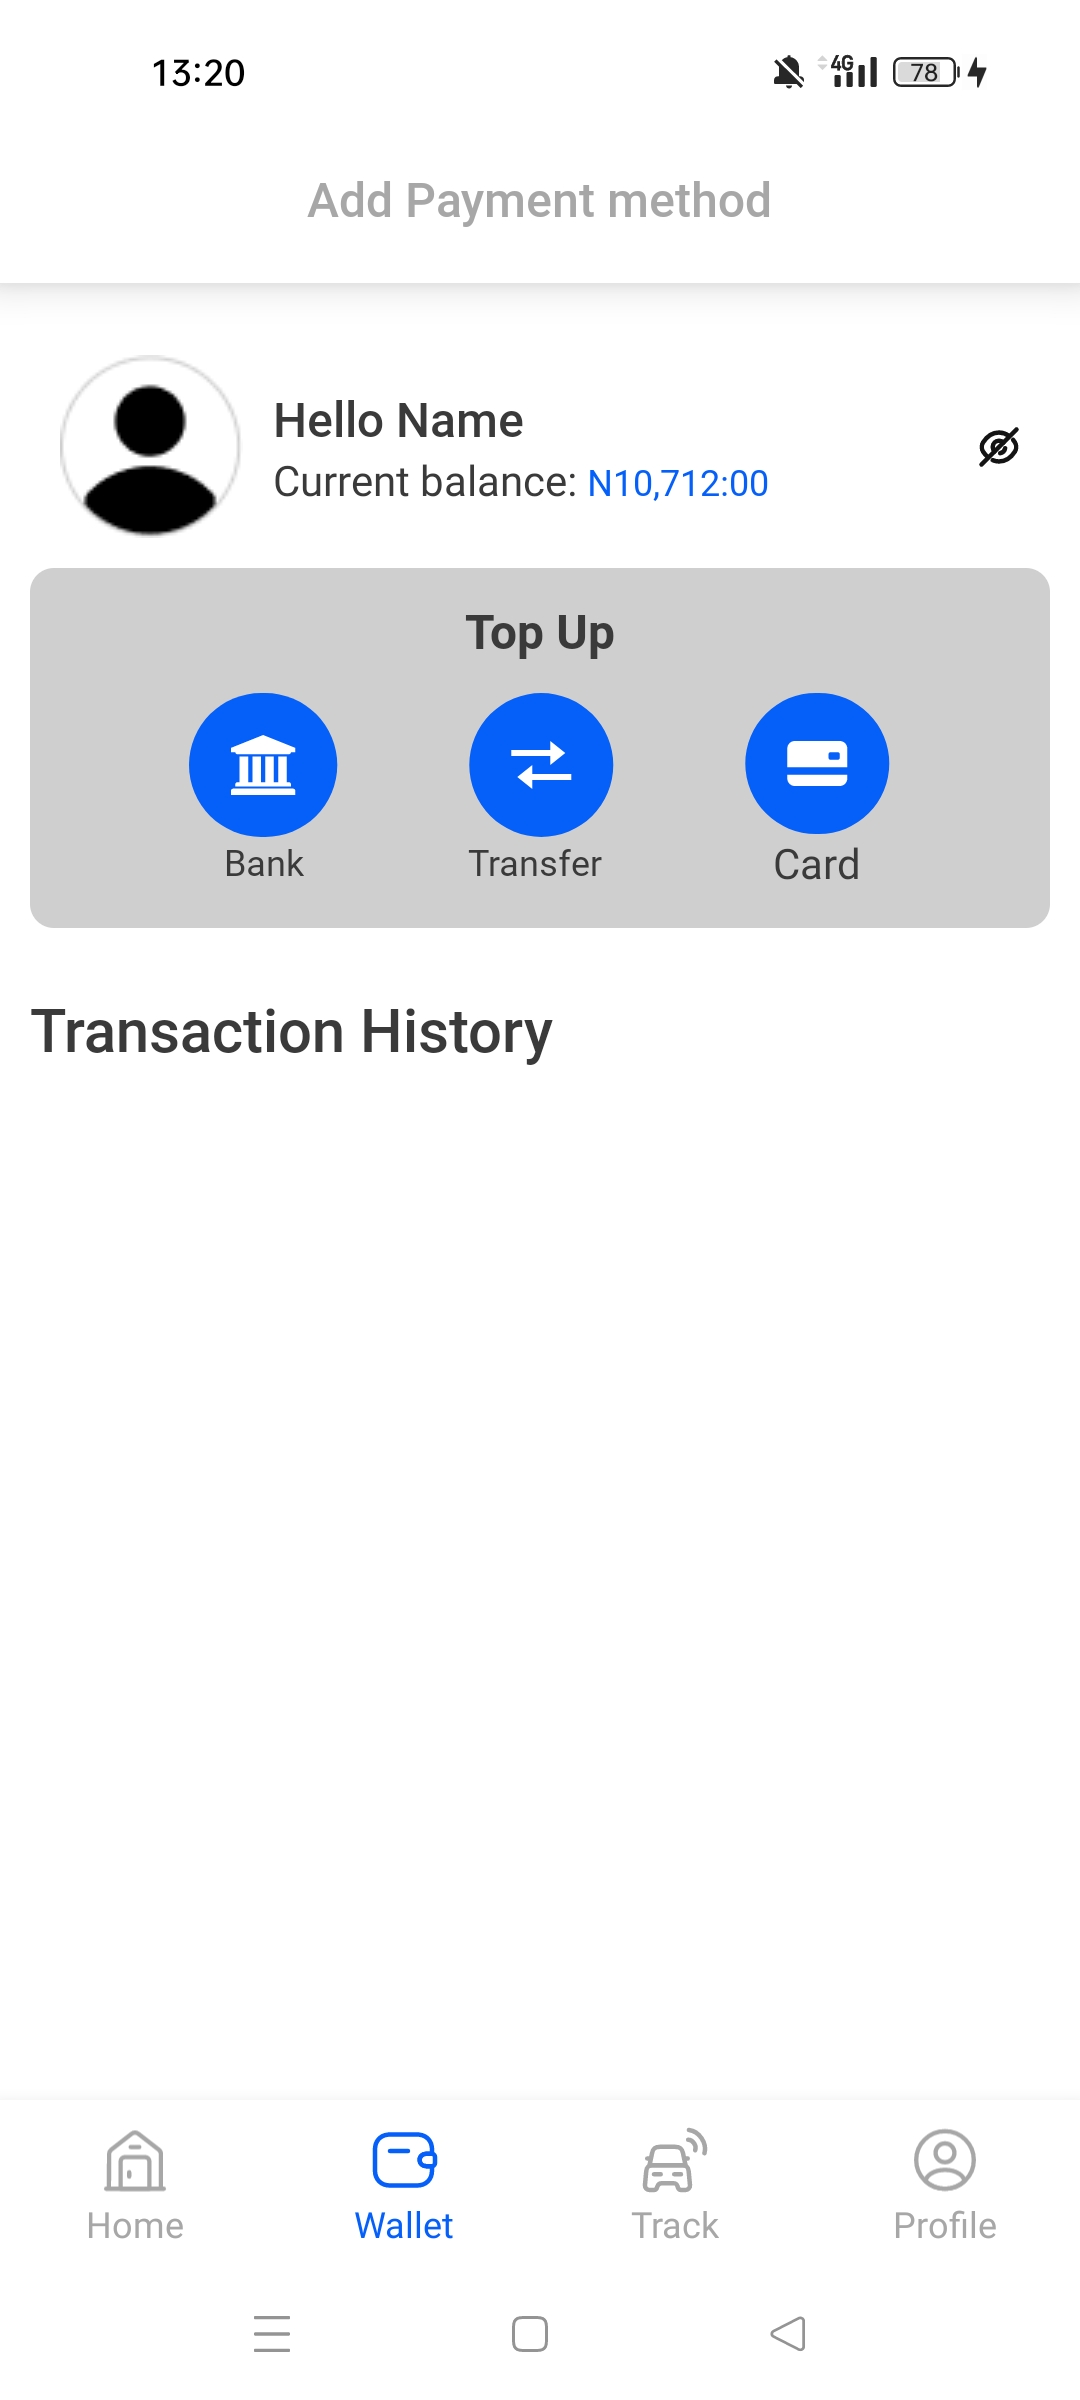 13:20
4G
78
Add Payment method
Hello Name
Current balance: N10,712:00
Top Up
Bank Transfer Card
Transaction History
Home Wallet Track Profile